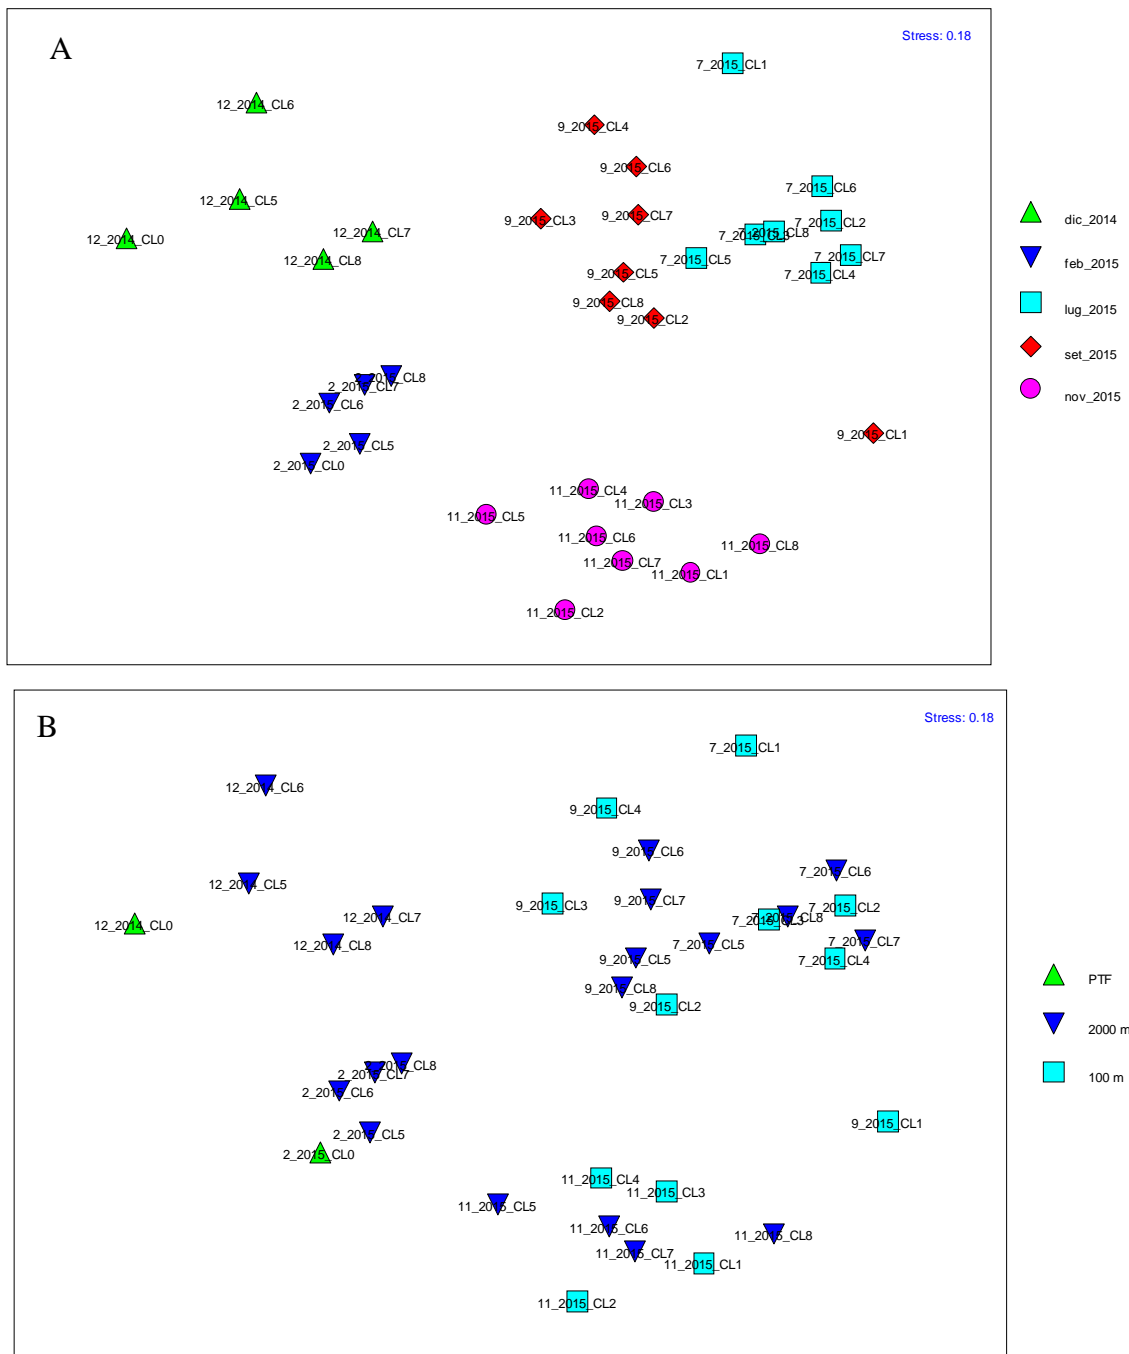 A
Stress: 0.18
7_2015_CL1
12_2014_CL6
9_2015_CL4
9_2015_CL6
7_2015_CL6
12_2014_CL5
9_2015_CL3
9_2015_CL7
7_2015_CL2
12_2014_CL0
12_2014_CL7
7_2015_CL3
7_2015_CL8
12_2014_CL8
7_2015_CL5
7_2015_CL7
9_2015_CL5
7_2015_CL4
9_2015_CL8
9_2015_CL2
2_2015_CL8
2_2015_CL7
2_2015_CL6
9_2015_CL1
2_2015_CL5
2_2015_CL0
11_2015_CL4
11_2015_CL3
11_2015_CL5
11_2015_CL6
11_2015_CL8
11_2015_CL7
11_2015_CL1
11_2015_CL2
dic_2014
feb_2015
lug_2015
set_2015
nov_2015
B
Stress: 0.18
7_2015_CL1
12_2014_CL6
9_2015_CL4
9_2015_CL6
7_2015_CL6
12_2014_CL5
9_2015_CL3
9_2015_CL7
7_2015_CL2
12_2014_CL0
12_2014_CL7
7_2015_CL3
7_2015_CL8
12_2014_CL8
7_2015_CL5
7_2015_CL7
9_2015_CL5
7_2015_CL4
9_2015_CL8
9_2015_CL2
2_2015_CL8
2_2015_CL7
2_2015_CL6
9_2015_CL1
2_2015_CL5
2_2015_CL0
11_2015_CL4
11_2015_CL3
11_2015_CL5
11_2015_CL6
11_2015_CL8
11_2015_CL7
11_2015_CL1
11_2015_CL2
PTF
2000 m
100 m